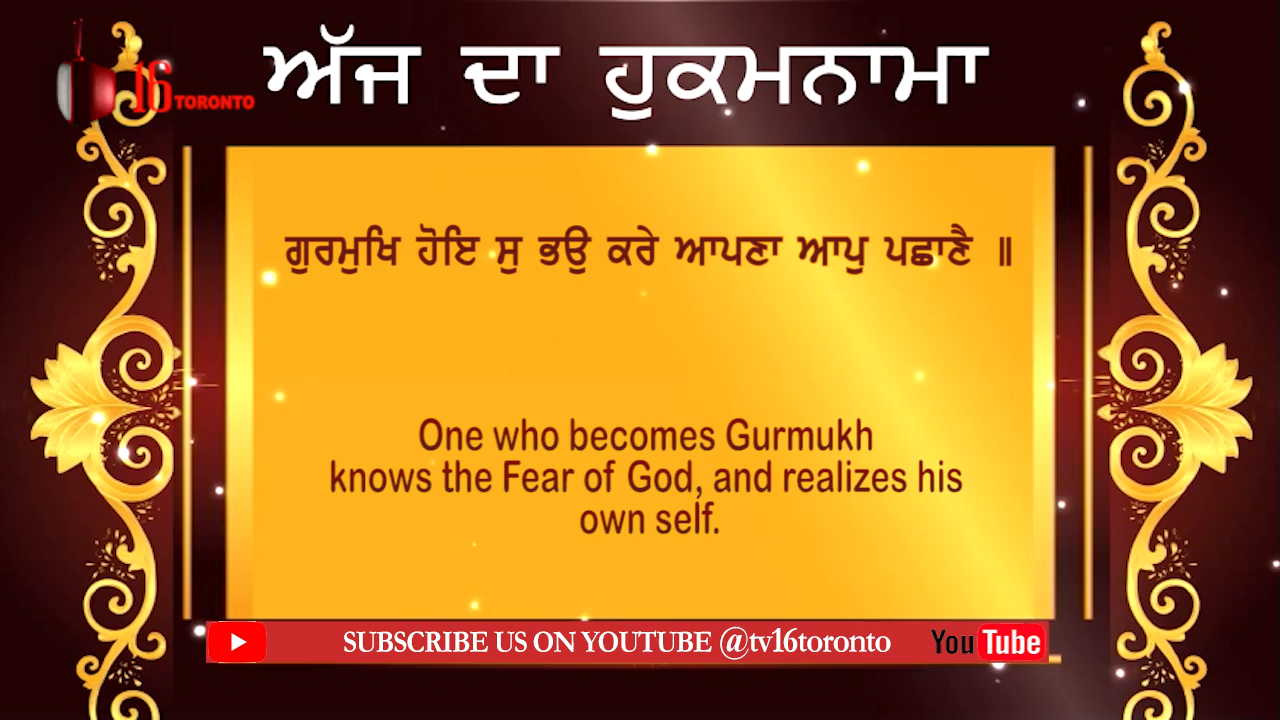 ਅੱਜ ਦਾ ਹੁਕਮਨਾਮਾ
16 TORONTO
ਗੁਰਮੁਖਿ ਹੋਇ ਸੁ ਭਉ ਕਰੇ ਆਪਣਾ ਆਪੁ ਪਛਾਣੈ ॥
One who becomes Gurmukh
knows the Fear of God, and realizes his
own self.
SUBSCRIBE US ON YOUTUBE @tv16toronto YouTube